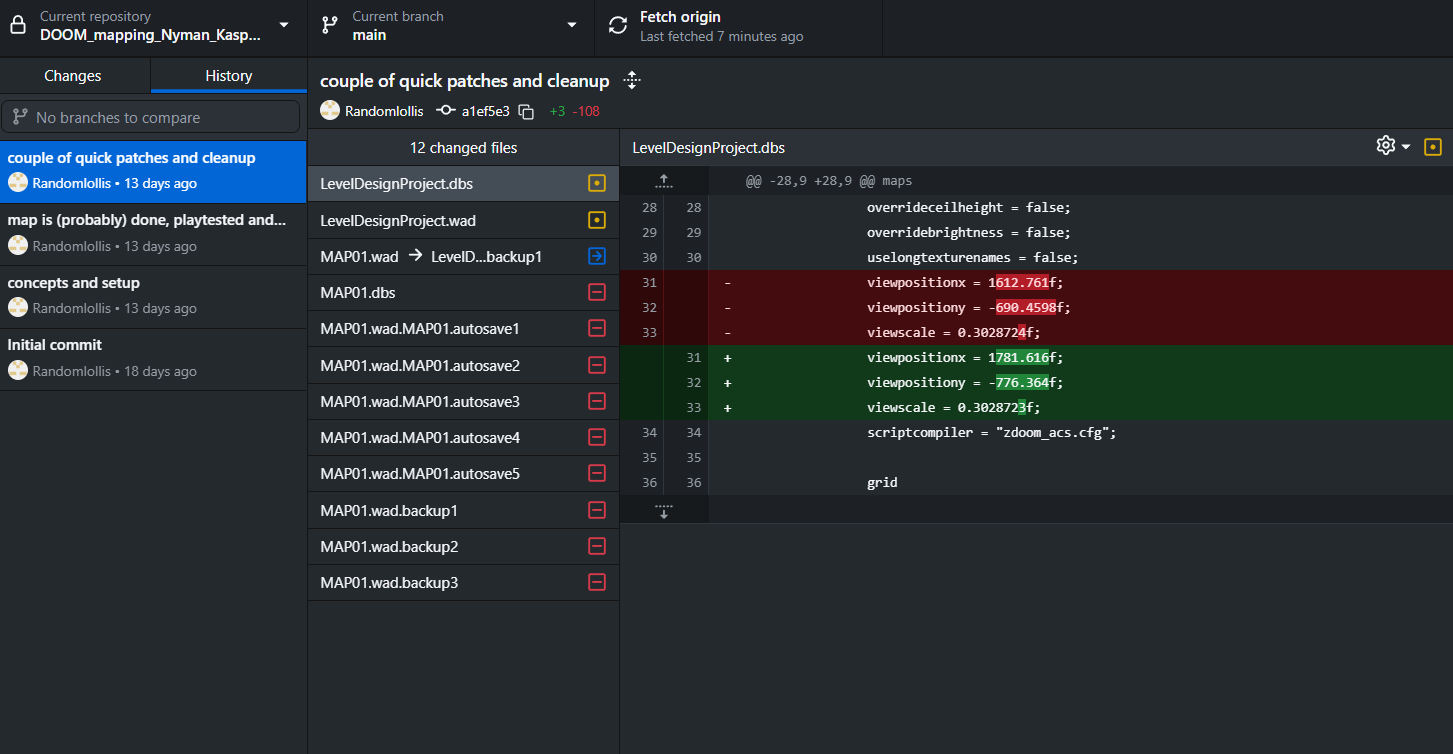 Current repository
DOOM_mapping_Nyman_Kasp...
Current branch
main
Fetch origin
Last fetched 7 minutes ago
Changes
History
No branches to compare
couple of quick patches and cleanup
Randomlollis • 13 days ago
map is (probably) done, playtested and...
Randomlollis • 13 days ago
concepts and setup
Randomlollis • 13 days ago
Initial commit
Randomlollis • 18 days ago
couple of quick patches and cleanup
Randomlollis a1ef5e3 +3 -108
12 changed files
LevelDesignProject.dbs
LevelDesignProject.wad
MAP01.wad → LevelD...backup1
MAP01.dbs
MAP01.wad.MAP01.autosave1
MAP01.wad.MAP01.autosave2
MAP01.wad.MAP01.autosave3
MAP01.wad.MAP01.autosave4
MAP01.wad.MAP01.autosave5
MAP01.wad.backup1
MAP01.wad.backup2
MAP01.wad.backup3
LevelDesignProject.dbs
@@ -28,9 +28,9 @@ maps
28 28 overrideceilheight = false;
29 29 overridebrightness = false;
30 30 uselongtexturenames = false;
31 - viewpositionx = 1612.761f;
32 - viewpositiony = -690.4598f;
33 - viewscale = 0.3028724f;
31 + viewpositionx = 1781.616f;
32 + viewpositiony = -776.364f;
33 + viewscale = 0.3028723f;
34 34 scriptcompiler = "zdoom_acs.cfg";
35 35
36 36 grid